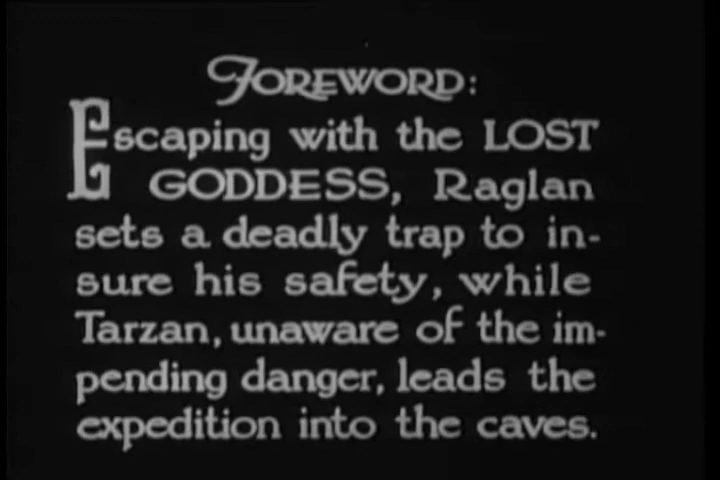 FOREWORD:
Escaping with the LOST
GODDESS, Raglan
sets a deadly trap to in-
sure his safety, while
Tarzan, unaware of the im-
pending danger, leads the
expedition into the caves.